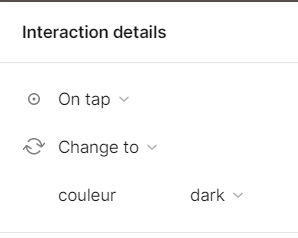 Interaction details
On tap
Change to
couleur dark